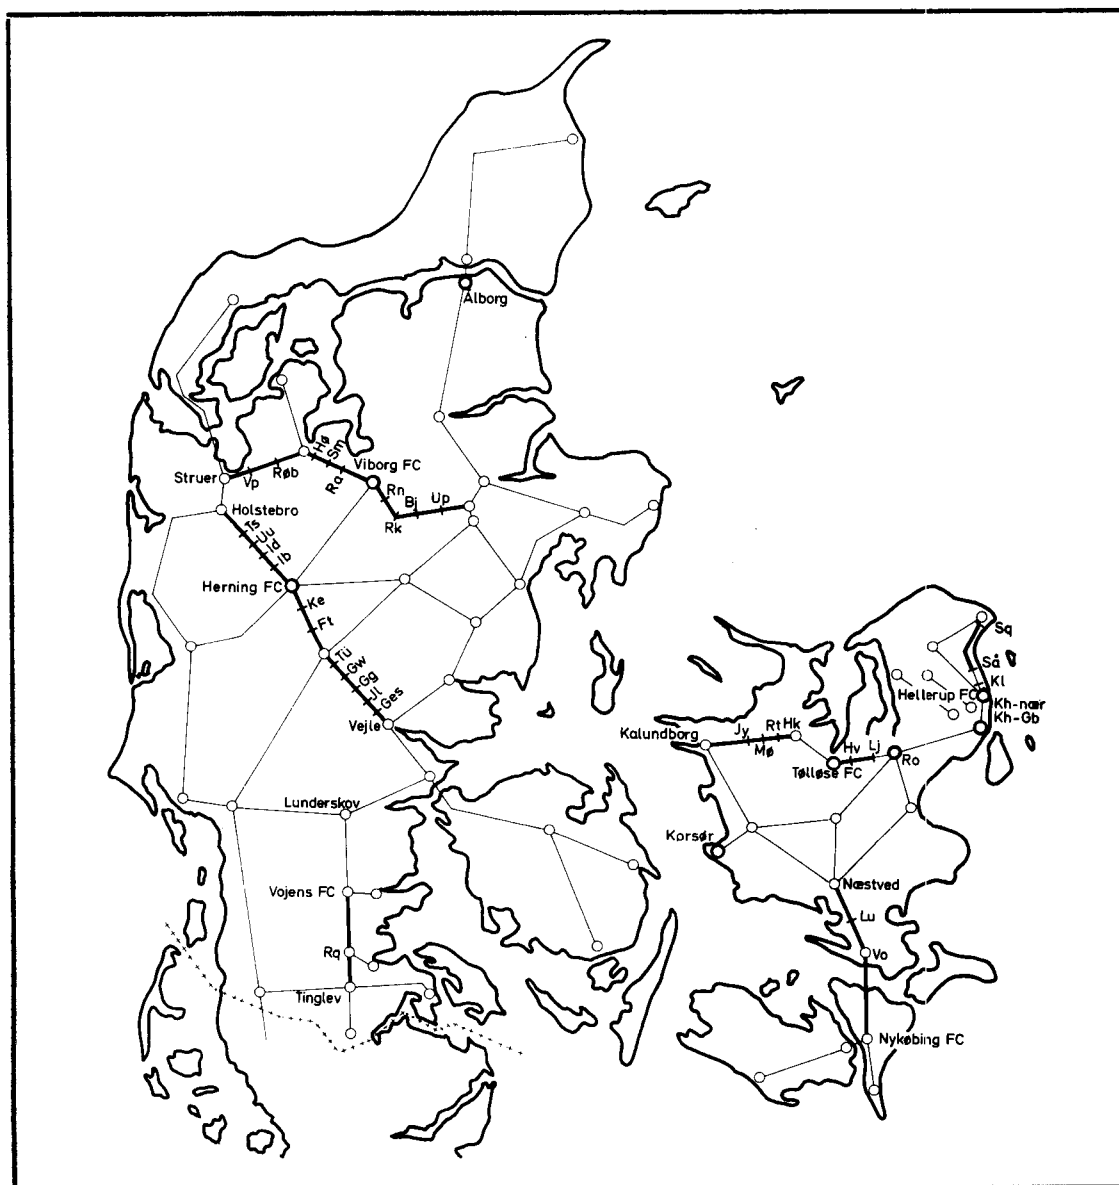 Ålborg
Hø
Sm
Ra
Viborg FC
Struer
Vp
Røb
Rn
Bj
Up
Rk
Holstebro
Ts
Uu
Ld
Ib
Herning FC
Ke
Ft
Tü
Gw
Gg
Jl
Ges
Vejle
Sq
Så
Kl
Hellerup FC
Kh-nær
Kh-Gb
Kalundborg
Jy
Mø
Rt
Hk
Hv
Lj
Tølløse FC
Ro
Lunderskov
Korsør
Vojens FC
Næstved
Lu
Rq
Vo
Tinglev
Nykøbing FC